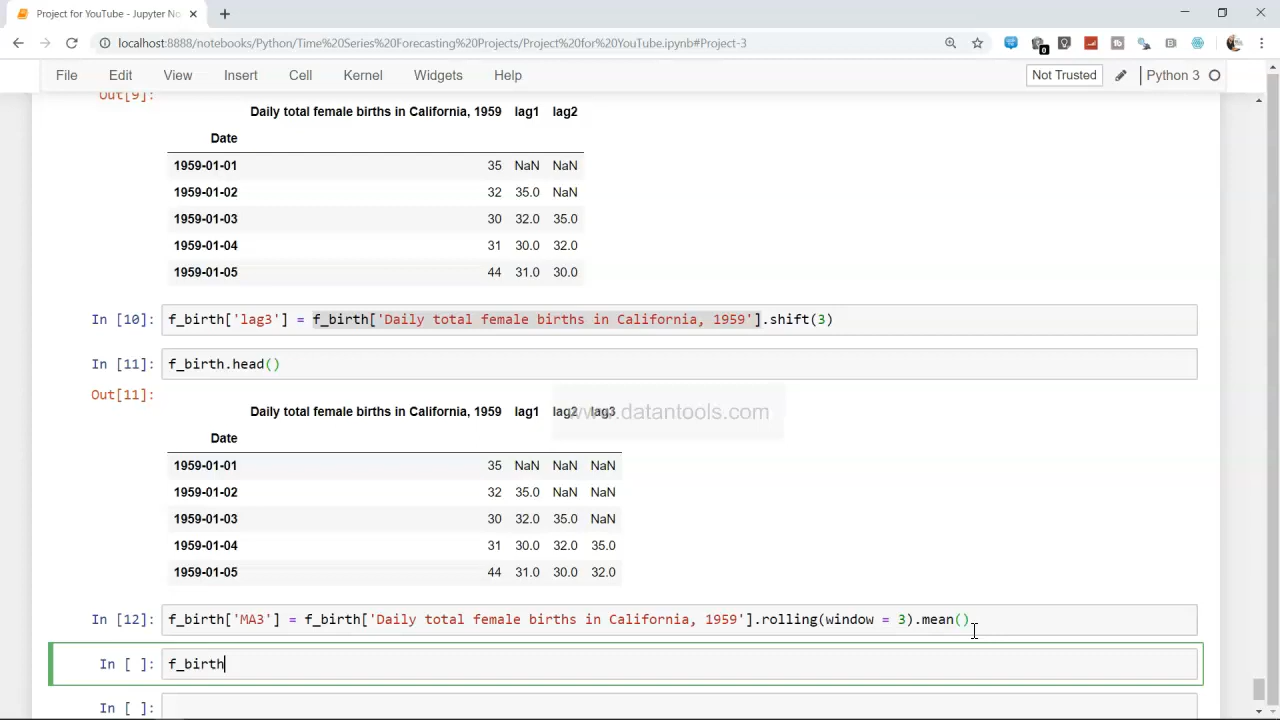 Project for YouTube - Jupyter No
localhost:8888/notebooks/Python/Time%20Series%20Forecasting%20Projects/Project%20for%20YouTube.ipynb#Project-3
File Edit View Insert Cell Kernel Widgets Help Not Trusted Python 3
Out[9]:
Daily total female births in California, 1959 lag1 lag2
Date
1959-01-01 35 NaN NaN
1959-01-02 32 35.0 NaN
1959-01-03 30 32.0 35.0
1959-01-04 31 30.0 32.0
1959-01-05 44 31.0 30.0
In [10]: f_birth['lag3'] = f_birth['Daily total female births in California, 1959'].shift(3)
In [11]: f_birth.head()
Out[11]:
Daily total female births in California, 1959 lag1 lag2 lag3
www.datantools.com
Date
1959-01-01 35 NaN NaN NaN
1959-01-02 32 35.0 NaN NaN
1959-01-03 30 32.0 35.0 NaN
1959-01-04 31 30.0 32.0 35.0
1959-01-05 44 31.0 30.0 32.0
In [12]: f_birth['MA3'] = f_birth['Daily total female births in California, 1959'].rolling(window = 3).mean()
In [ ]: f_birth
In [ ]: